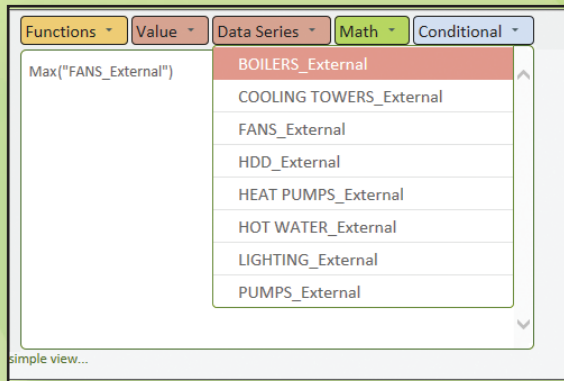 Functions Value Data Series Math Conditional
Max("FANS_External")
BOILERS_External
COOLING TOWERS_External
FANS_External
HDD_External
HEAT PUMPS_External
HOT WATER_External
LIGHTING_External
PUMPS_External
simple view...